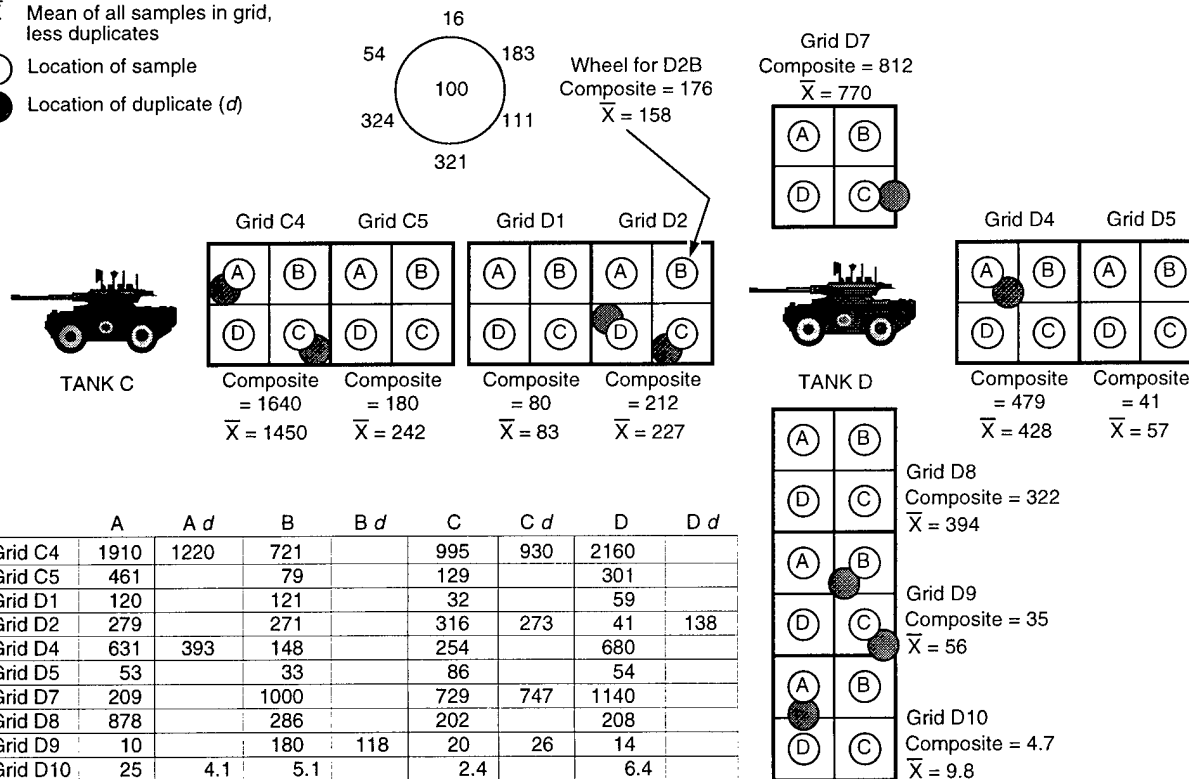 X Mean of all samples in grid,
less duplicates
Location of sample
Location of duplicate (d)
16
54 183
100
324 111
321
Wheel for D2B
Composite = 176
X̅ = 158
Grid D7
Composite = 812
X̅ = 770
A B
D C
Grid C4 Grid C5 Grid D1 Grid D2
A B A B A B A B
D C D C D C D C
TANK C
Composite Composite Composite Composite
= 1640 = 180 = 80 = 212
X̅ = 1450 X̅ = 242 X̅ = 83 X̅ = 227
TANK D
Grid D4 Grid D5
A B A B
D C D C
Composite Composite
= 479 = 41
X̅ = 428 X̅ = 57
A B
D C
Grid D8
Composite = 322
X̅ = 394
A B
D C
Grid D9
Composite = 35
X̅ = 56
A B
D C
Grid D10
Composite = 4.7
X̅ = 9.8
A A d B B d C C d D D d
Grid C4 1910 1220 721 995 930 2160
Grid C5 461 79 129 301
Grid D1 120 121 32 59
Grid D2 279 271 316 273 41 138
Grid D4 631 393 148 254 680
Grid D5 53 33 86 54
Grid D7 209 1000 729 747 1140
Grid D8 878 286 202 208
Grid D9 10 180 118 20 26 14
Grid D10 25 4.1 5.1 2.4 6.4